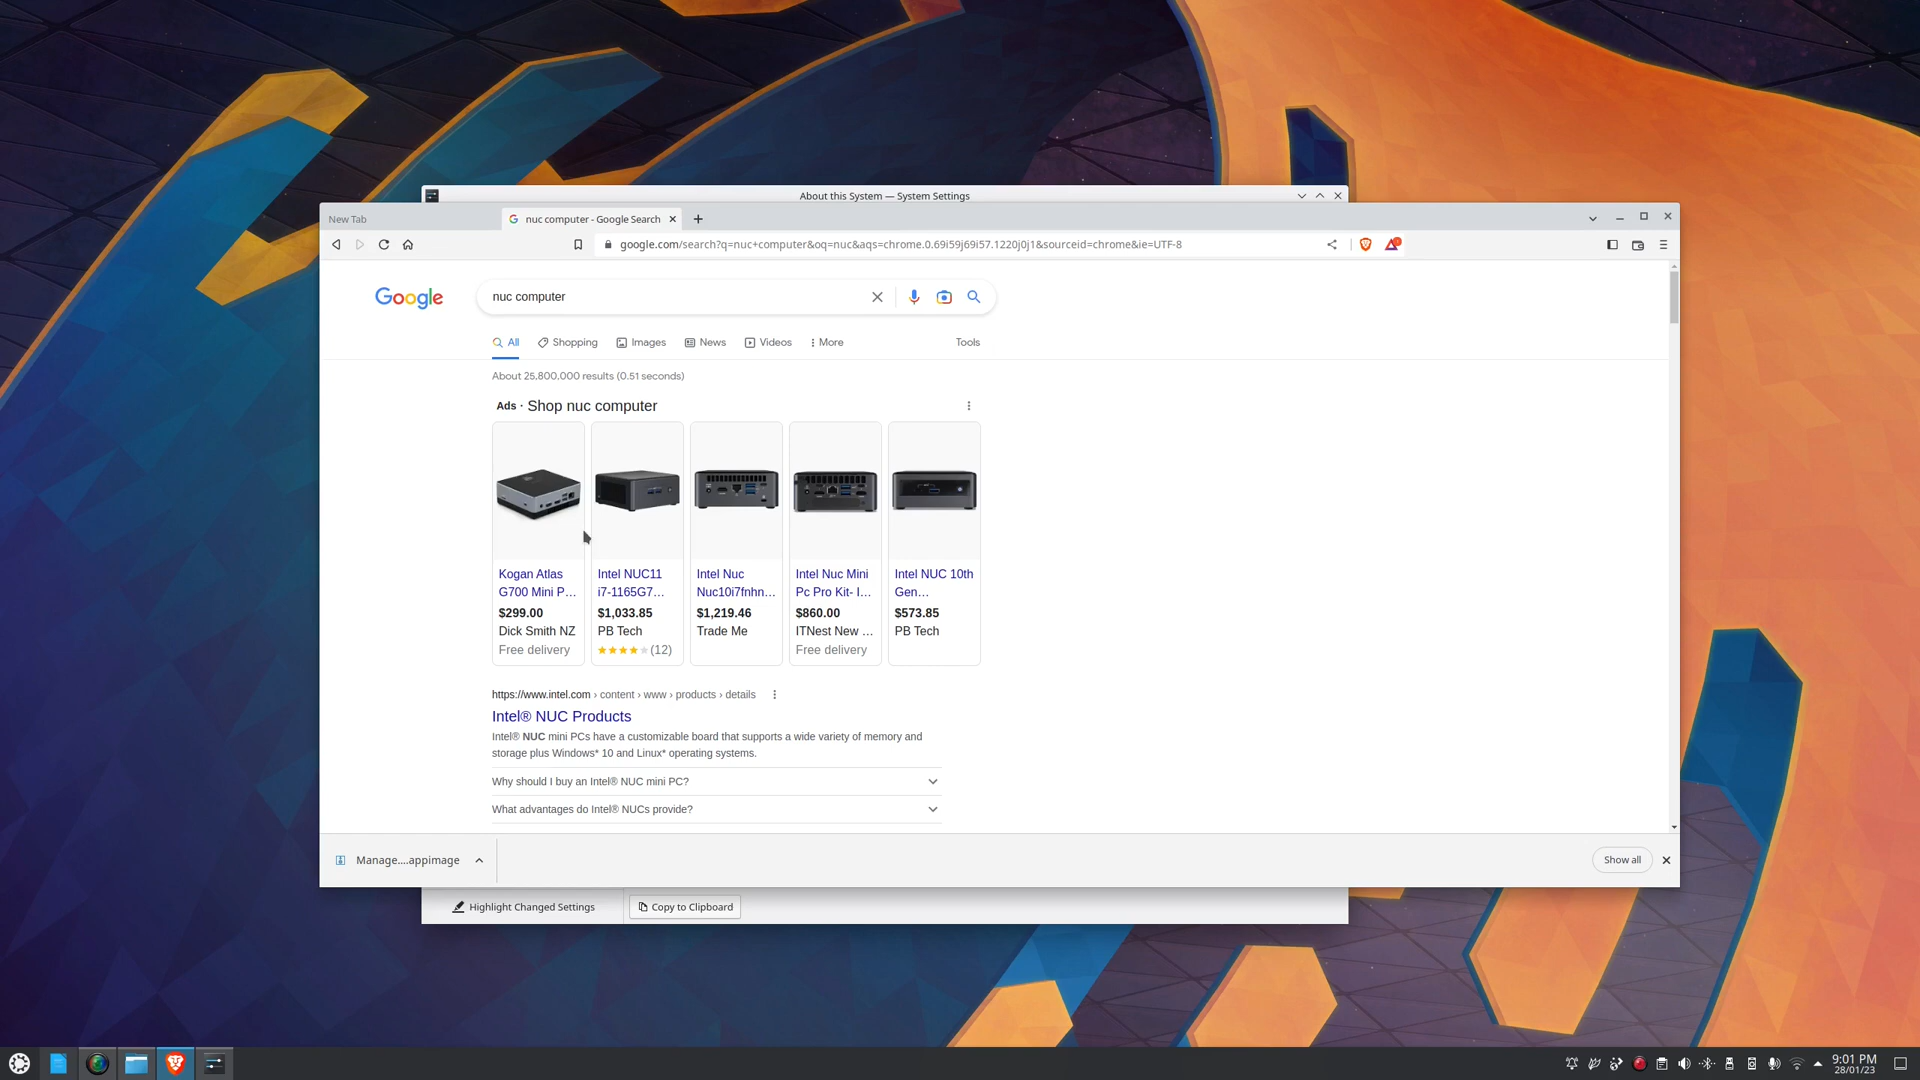 About this System — System Settings
New Tab
nuc computer - Google Search
google.com/search?q=nuc+computer&oq=nuc&aqs=chrome.0.69i59j69i57.1220j0j1&sourceid=chrome&ie=UTF-8
Google
nuc computer
All
Shopping
Images
News
Videos
More
Tools
About 25,800,000 results (0.51 seconds)
Ads · Shop nuc computer
Kogan Atlas
G700 Mini P...
$299.00
Dick Smith NZ
Free delivery
Intel NUC11
i7-1165G7...
$1,033.85
PB Tech
(12)
Intel Nuc
Nuc10i7fnhn...
$1,219.46
Trade Me
Intel Nuc Mini
Pc Pro Kit- I...
$860.00
ITNest New ...
Free delivery
Intel NUC 10th
Gen...
$573.85
PB Tech
https://www.intel.com › content › www › products › details
Intel® NUC Products
Intel® NUC mini PCs have a customizable board that supports a wide variety of memory and
storage plus Windows* 10 and Linux* operating systems.
Why should I buy an Intel® NUC mini PC?
What advantages do Intel® NUCs provide?
Manage....appimage
Show all
Highlight Changed Settings
Copy to Clipboard
9:01 PM
28/01/23